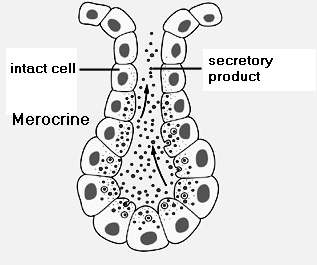 intact cell
secretory
product
Merocrine